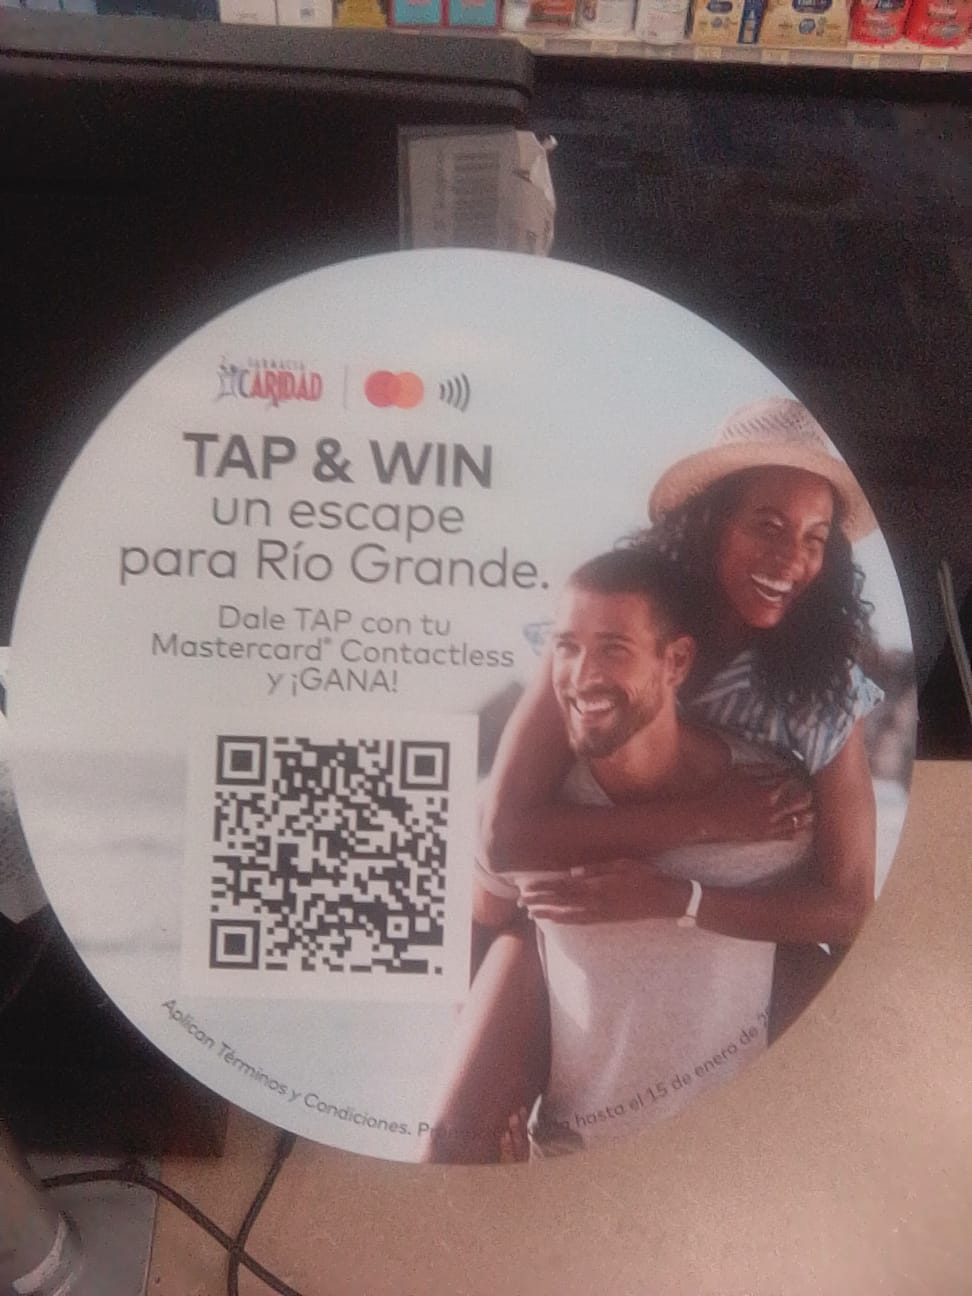 FARMACIA
CARIDAD
TAP & WIN
un escape
para Río Grande.
Dale TAP con tu
Mastercard® Contactless
y ¡GANA!
Aplican Términos y Condiciones. hasta el 15 de enero de